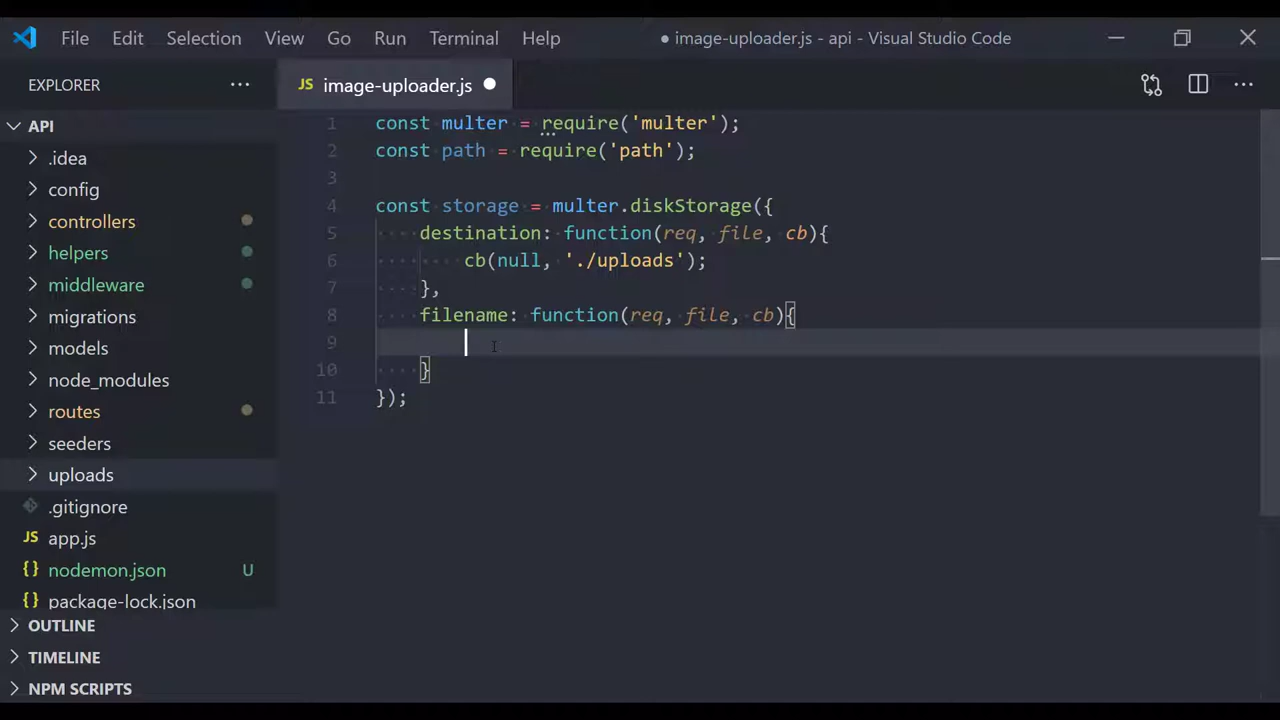 File Edit Selection View Go Run Terminal Help ● image-uploader.js - api - Visual Studio Code
EXPLORER ...
JS image-uploader.js
API
.idea
config
controllers
helpers
middleware
migrations
models
node_modules
routes
seeders
uploads
.gitignore
JS app.js
{} nodemon.json U
{} package-lock.json
OUTLINE
TIMELINE
NPM SCRIPTS
1 const multer = require('multer');
2 const path = require('path');
3
4 const storage = multer.diskStorage({
5     destination: function(req, file, cb){
6         cb(null, './uploads');
7     },
8     filename: function(req, file, cb){
9
10     }
11 });